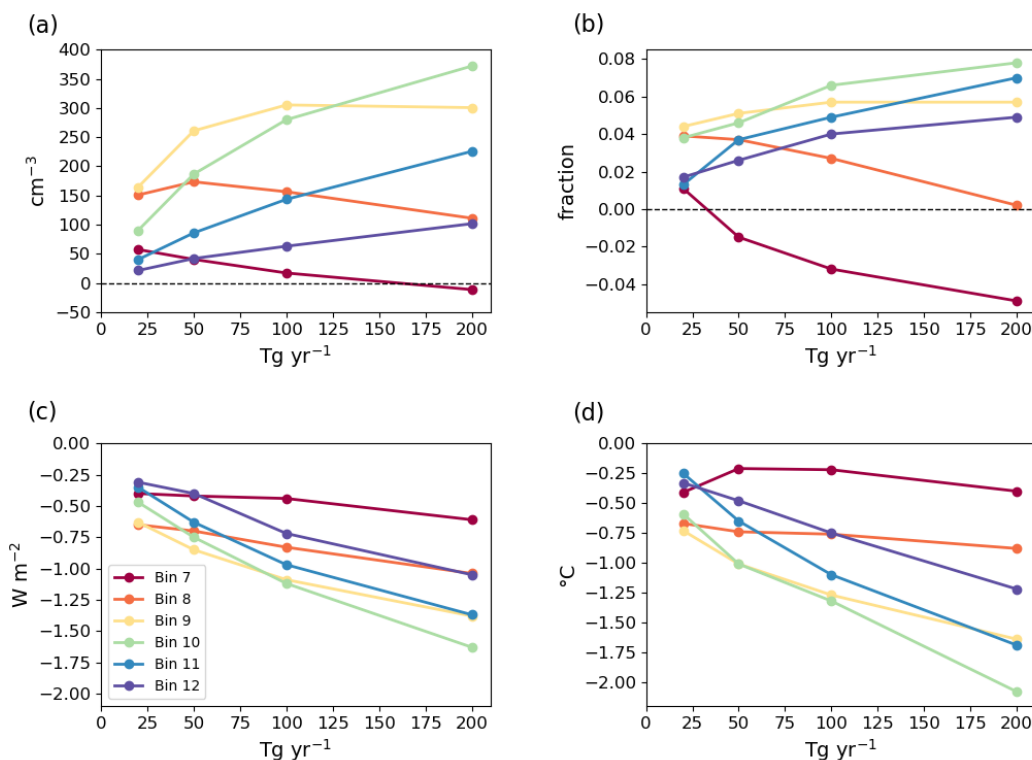 (a)
400
350
300
250
200
150
100
50
0
−50
cm⁻³
0 25 50 75 100 125 150 175 200
Tg yr⁻¹
(b)
0.08
0.06
0.04
0.02
0.00
−0.02
−0.04
fraction
0 25 50 75 100 125 150 175 200
Tg yr⁻¹
(c)
0.00
−0.25
−0.50
−0.75
−1.00
−1.25
−1.50
−1.75
−2.00
W m⁻²
Bin 7
Bin 8
Bin 9
Bin 10
Bin 11
Bin 12
0 25 50 75 100 125 150 175 200
Tg yr⁻¹
(d)
0.00
−0.25
−0.50
−0.75
−1.00
−1.25
−1.50
−1.75
−2.00
°C
0 25 50 75 100 125 150 175 200
Tg yr⁻¹